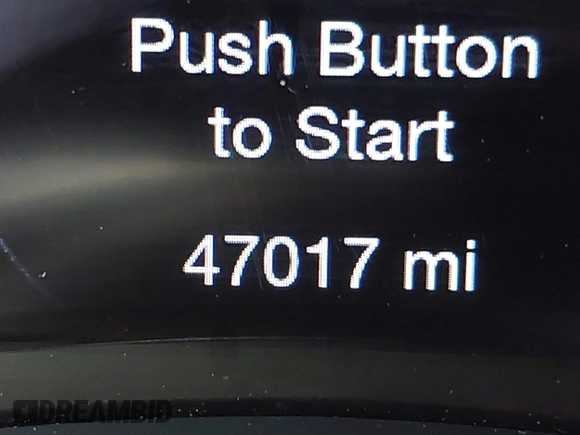 Push Button
to Start
47017 mi
DREAMBID